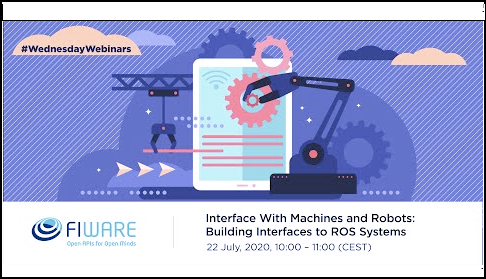 #WednesdayWebinars
FIWARE
Open APIs for Open Minds
Interface With Machines and Robots:
Building Interfaces to ROS Systems
22 July, 2020, 10:00 – 11:00 (CEST)